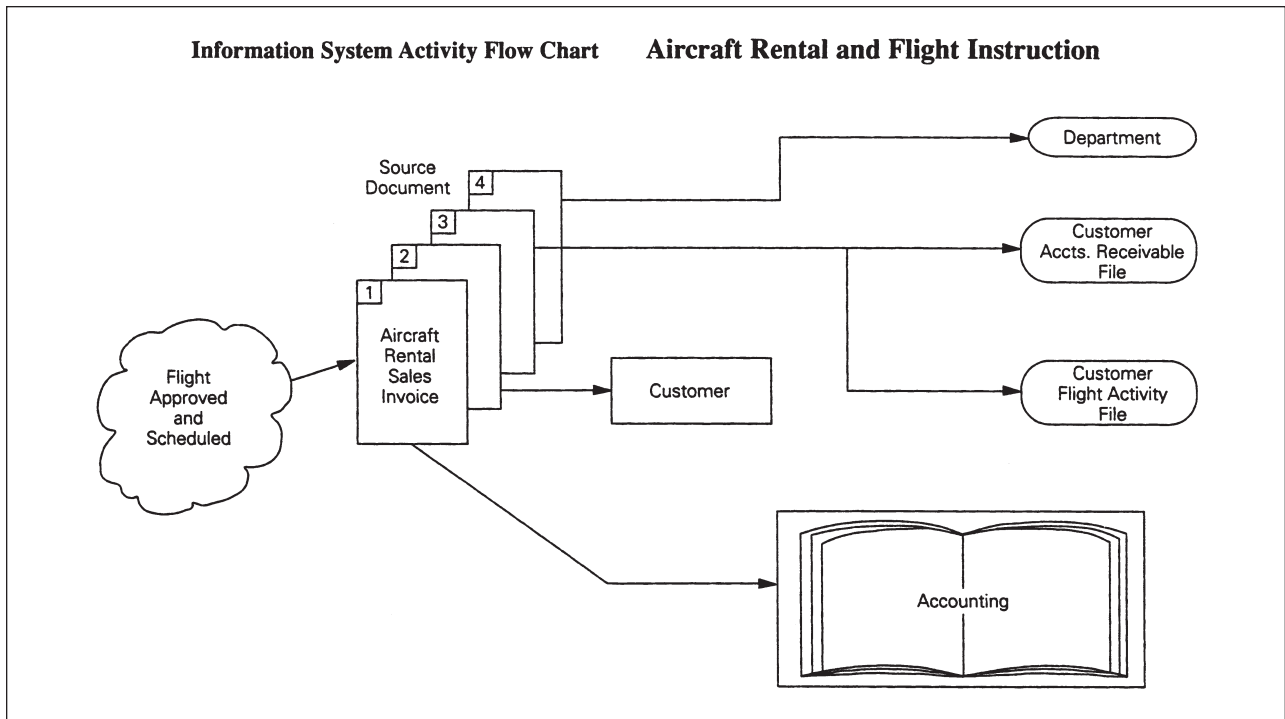 Information System Activity Flow Chart Aircraft Rental and Flight Instruction
Department
Source
Document
4
3
2
1
Customer
Accts. Receivable
File
Aircraft
Rental
Sales
Invoice
Flight
Approved
and
Scheduled
Customer
Customer
Flight Activity
File
Accounting